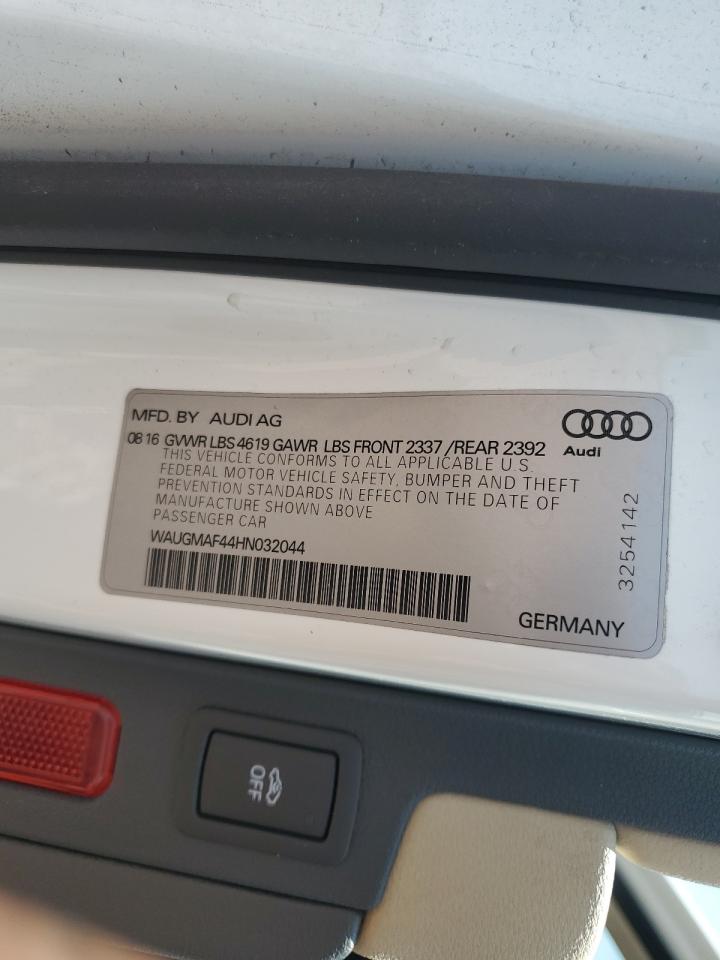 MFD. BY AUDI AG
08 16 GVWR LBS 4619 GAWR LBS FRONT 2337 /REAR 2392
THIS VEHICLE CONFORMS TO ALL APPLICABLE U.S.
FEDERAL MOTOR VEHICLE SAFETY, BUMPER AND THEFT
PREVENTION STANDARDS IN EFFECT ON THE DATE OF
MANUFACTURE SHOWN ABOVE
PASSENGER CAR
WAUGMAF44HN032044
Audi
3254142
GERMANY
OFF